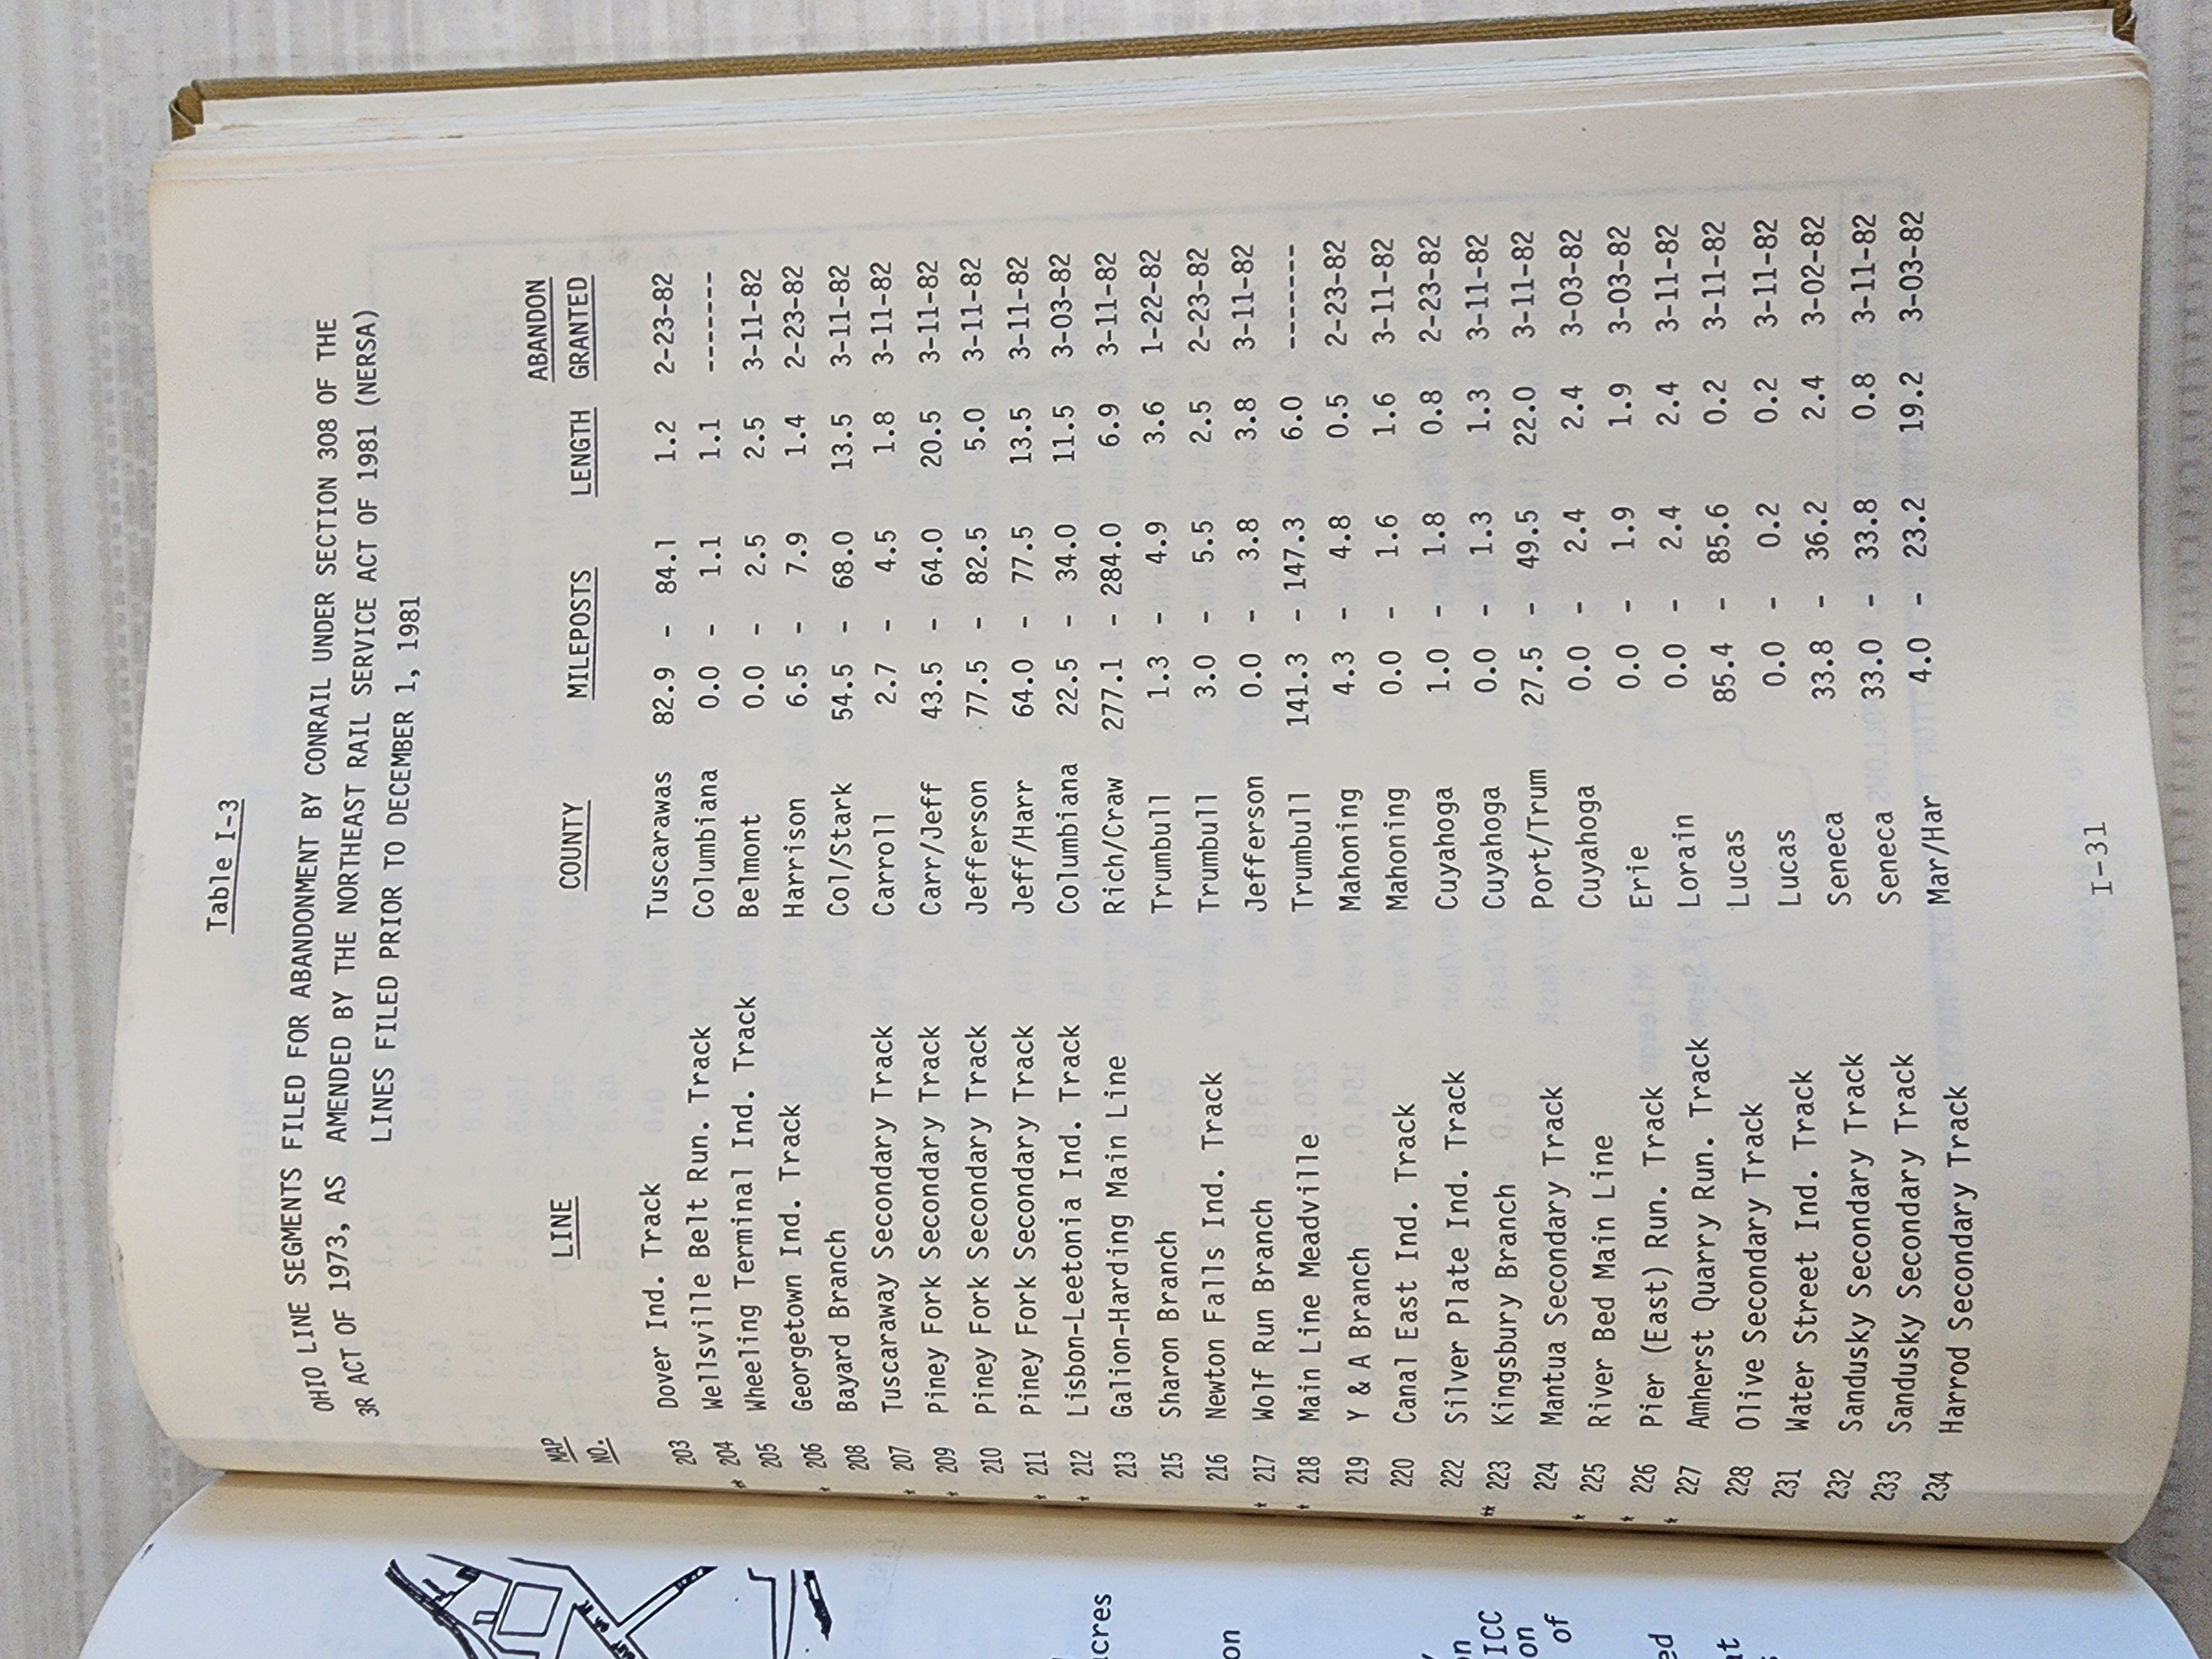 Table I-3
OHIO LINE SEGMENTS FILED FOR ABANDONMENT BY CONRAIL UNDER SECTION 308 OF THE
3R ACT OF 1973, AS AMENDED BY THE NORTHEAST RAIL SERVICE ACT OF 1981 (NERSA)
LINES FILED PRIOR TO DECEMBER 1, 1981
MAP NO. LINE COUNTY MILEPOSTS LENGTH ABANDON GRANTED
203 Dover Ind. Track Tuscarawas 82.9 - 84.1 1.2 2-23-82
* 204 Wellsville Belt Run. Track Columbiana 0.0 - 1.1 1.1 -------
205 Wheeling Terminal Ind. Track Belmont 0.0 - 2.5 2.5 3-11-82
* 206 Georgetown Ind. Track Harrison 6.5 - 7.9 1.4 2-23-82
208 Bayard Branch Col/Stark 54.5 - 68.0 13.5 3-11-82
* 207 Tuscaraway Secondary Track Carroll 2.7 - 4.5 1.8 3-11-82
* 209 Piney Fork Secondary Track Carr/Jeff 43.5 - 64.0 20.5 3-11-82
210 Piney Fork Secondary Track Jefferson 77.5 - 82.5 5.0 3-11-82
* 211 Piney Fork Secondary Track Jeff/Harr 64.0 - 77.5 13.5 3-11-82
* 212 Lisbon-Leetonia Ind. Track Columbiana 22.5 - 34.0 11.5 3-03-82
213 Galion-Harding Main Line Rich/Craw 277.1 - 284.0 6.9 3-11-82
215 Sharon Branch Trumbull 1.3 - 4.9 3.6 1-22-82
216 Newton Falls Ind. Track Trumbull 3.0 - 5.5 2.5 2-23-82
* 217 Wolf Run Branch Jefferson 0.0 - 3.8 3.8 3-11-82
* 218 Main Line Meadville Trumbull 141.3 - 147.3 6.0 -------
219 Y & A Branch Mahoning 4.3 - 4.8 0.5 2-23-82
220 Canal East Ind. Track Mahoning 0.0 - 1.6 1.6 3-11-82
222 Silver Plate Ind. Track Cuyahoga 1.0 - 1.8 0.8 2-23-82
** 223 Kingsbury Branch Cuyahoga 0.0 - 1.3 1.3 3-11-82
224 Mantua Secondary Track Port/Trum 27.5 - 49.5 22.0 3-11-82
* 225 River Bed Main Line Cuyahoga 0.0 - 2.4 2.4 3-03-82
* 226 Pier (East) Run. Track Erie 0.0 - 1.9 1.9 3-03-82
* 227 Amherst Quarry Run. Track Lorain 0.0 - 2.4 2.4 3-11-82
228 Olive Secondary Track Lucas 85.4 - 85.6 0.2 3-11-82
231 Water Street Ind. Track Lucas 0.0 - 0.2 0.2 3-11-82
232 Sandusky Secondary Track Seneca 33.8 - 36.2 2.4 3-02-82
233 Sandusky Secondary Track Seneca 33.0 - 33.8 0.8 3-11-82
234 Harrod Secondary Track Mar/Har 4.0 - 23.2 19.2 3-03-82
I-31
acres
on
ICC
on
of